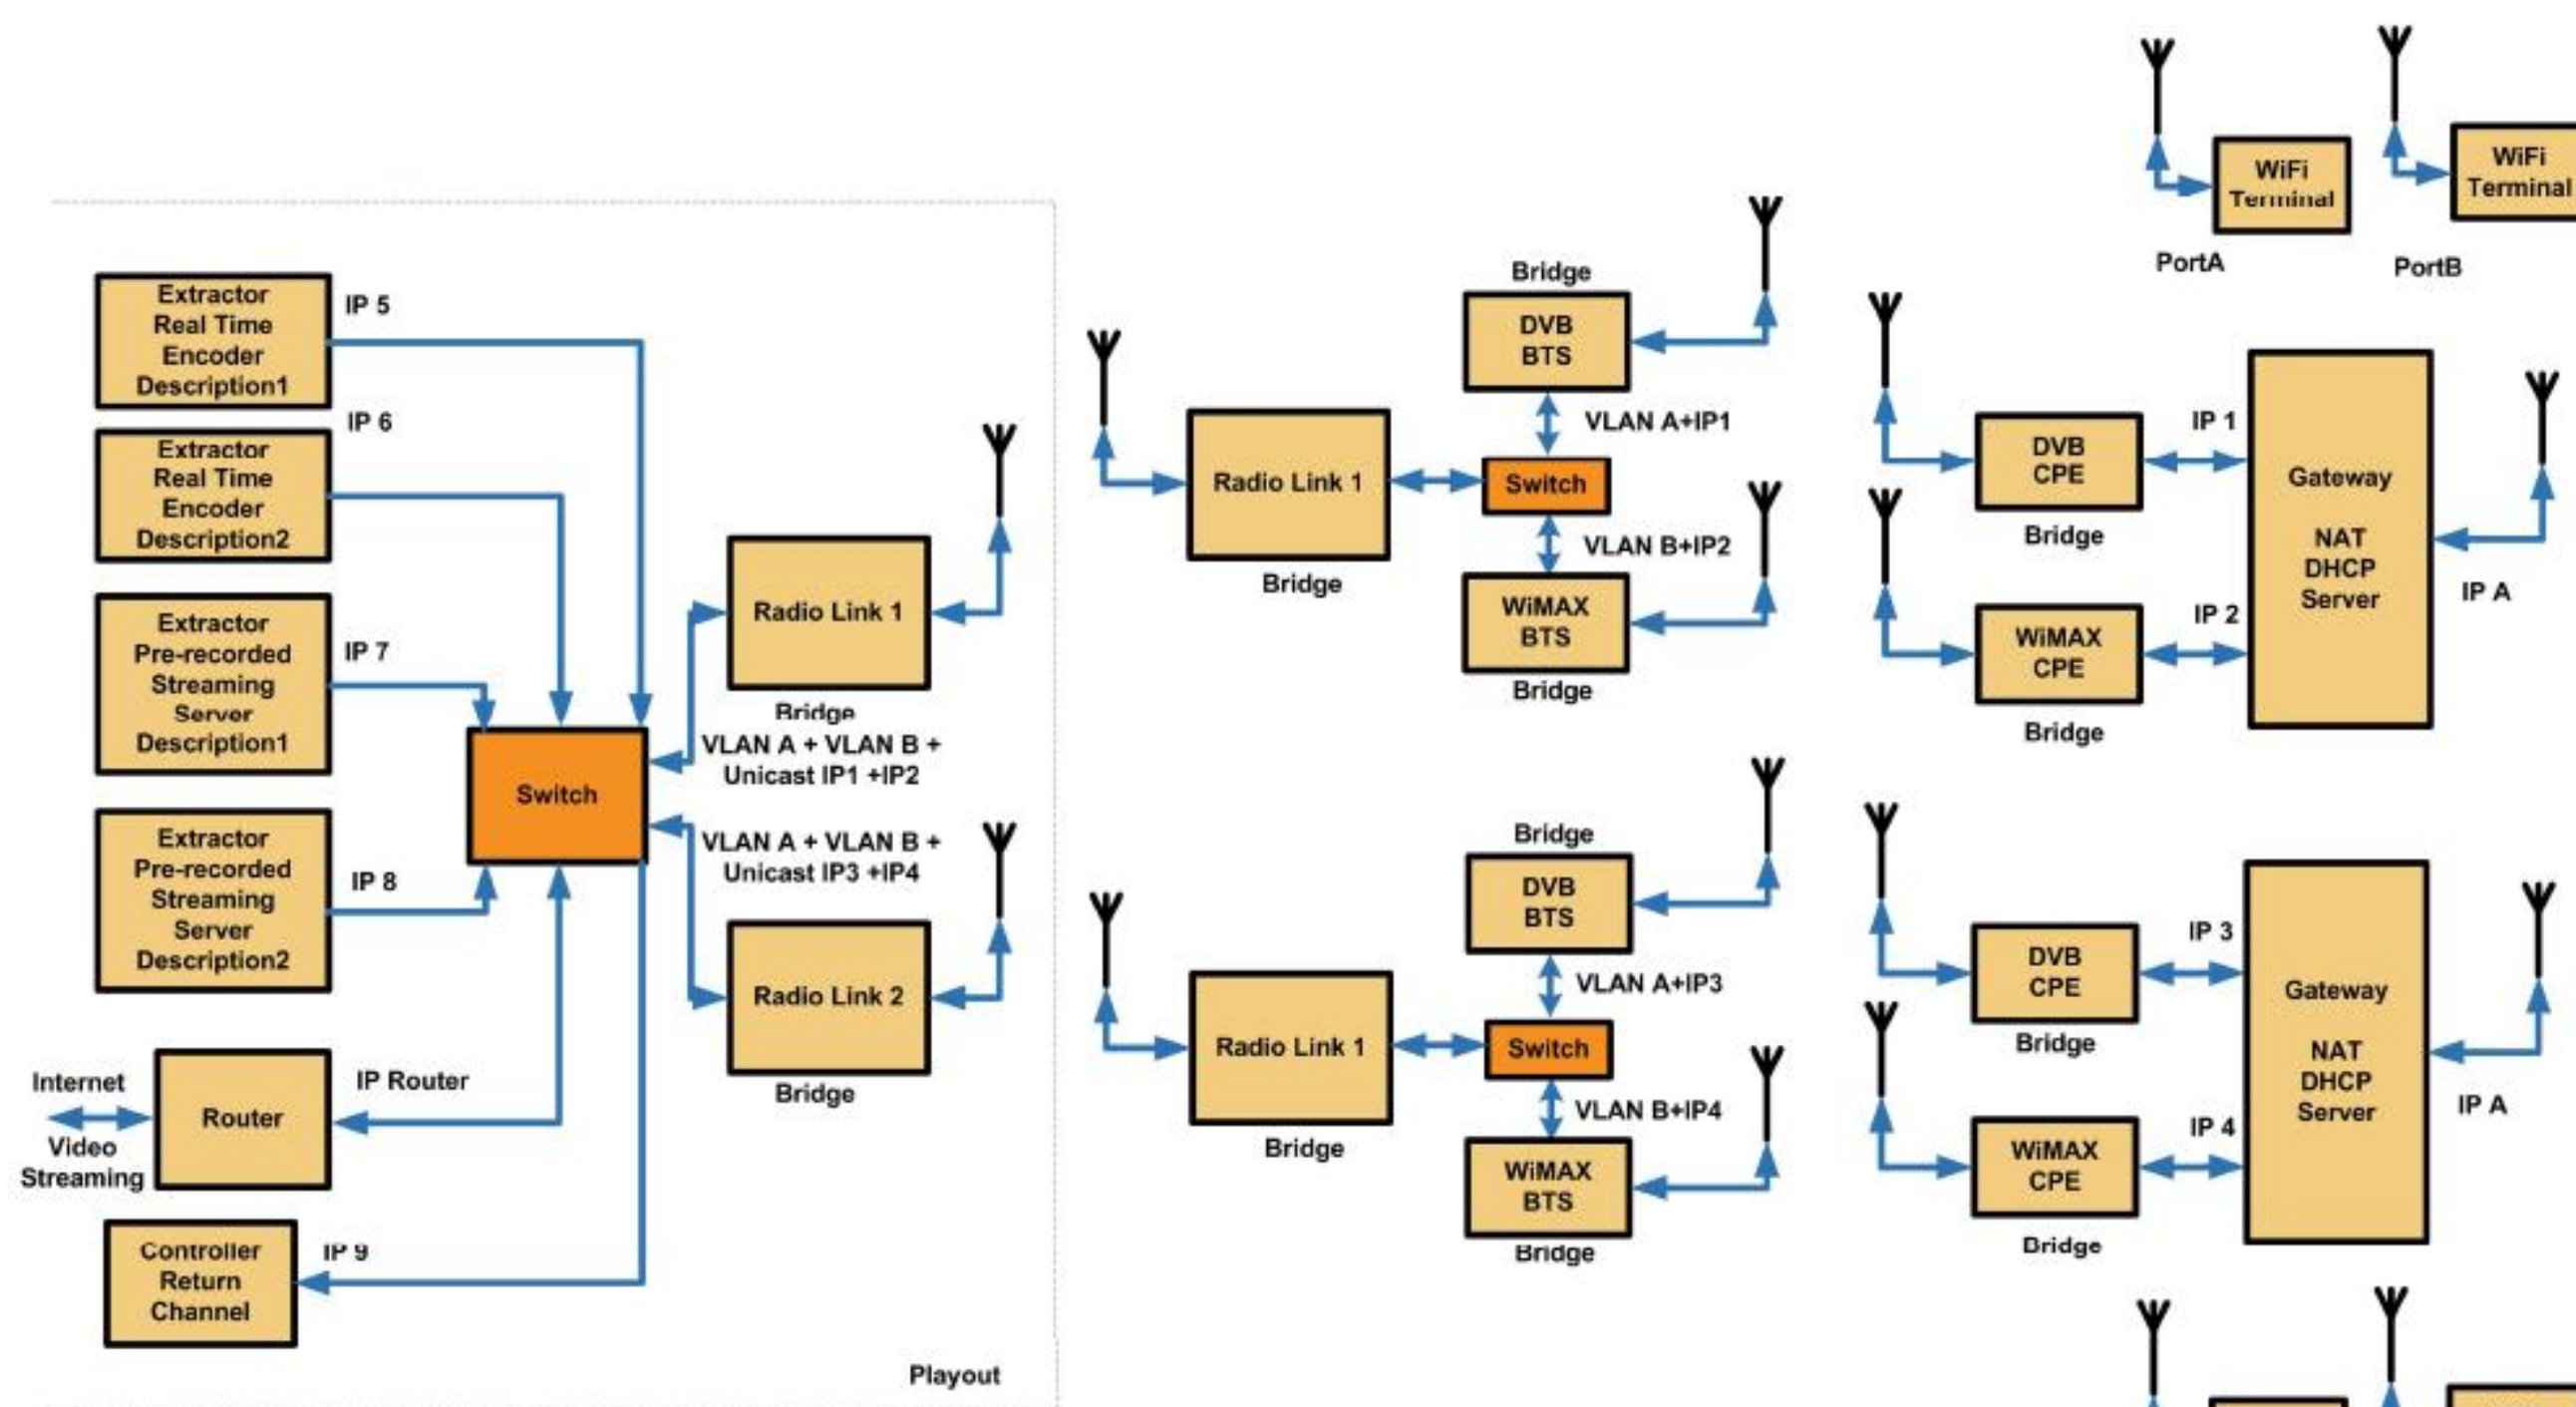 WiFi
Terminal
PortA
WiFi
Terminal
PortB
Extractor
Real Time
Encoder
Description1
IP 5
Extractor
Real Time
Encoder
Description2
IP 6
Extractor
Pre-recorded
Streaming
Server
Description1
IP 7
Extractor
Pre-recorded
Streaming
Server
Description2
IP 8
Internet
Video
Streaming
Router
IP Router
Controller
Return
Channel
IP 9
Switch
Radio Link 1
Bridge
VLAN A + VLAN B +
Unicast IP1 +IP2
VLAN A + VLAN B +
Unicast IP3 +IP4
Radio Link 2
Bridge
Playout
Radio Link 1
Bridge
Bridge
DVB
BTS
VLAN A+IP1
Switch
VLAN B+IP2
WiMAX
BTS
Bridge
DVB
CPE
Bridge
IP 1
WiMAX
CPE
Bridge
IP 2
Gateway
NAT
DHCP
Server
IP A
Radio Link 1
Bridge
Bridge
DVB
BTS
VLAN A+IP3
Switch
VLAN B+IP4
WiMAX
BTS
Bridge
DVB
CPE
Bridge
IP 3
WiMAX
CPE
Bridge
IP 4
Gateway
NAT
DHCP
Server
IP A